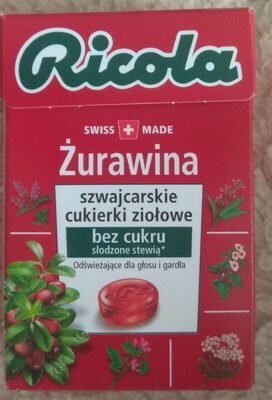 Ricola
SWISS MADE
Żurawina
szwajcarskie
cukierki ziołowe
bez cukru
słodzone stewią*
Odświeżające dla głosu i gardła